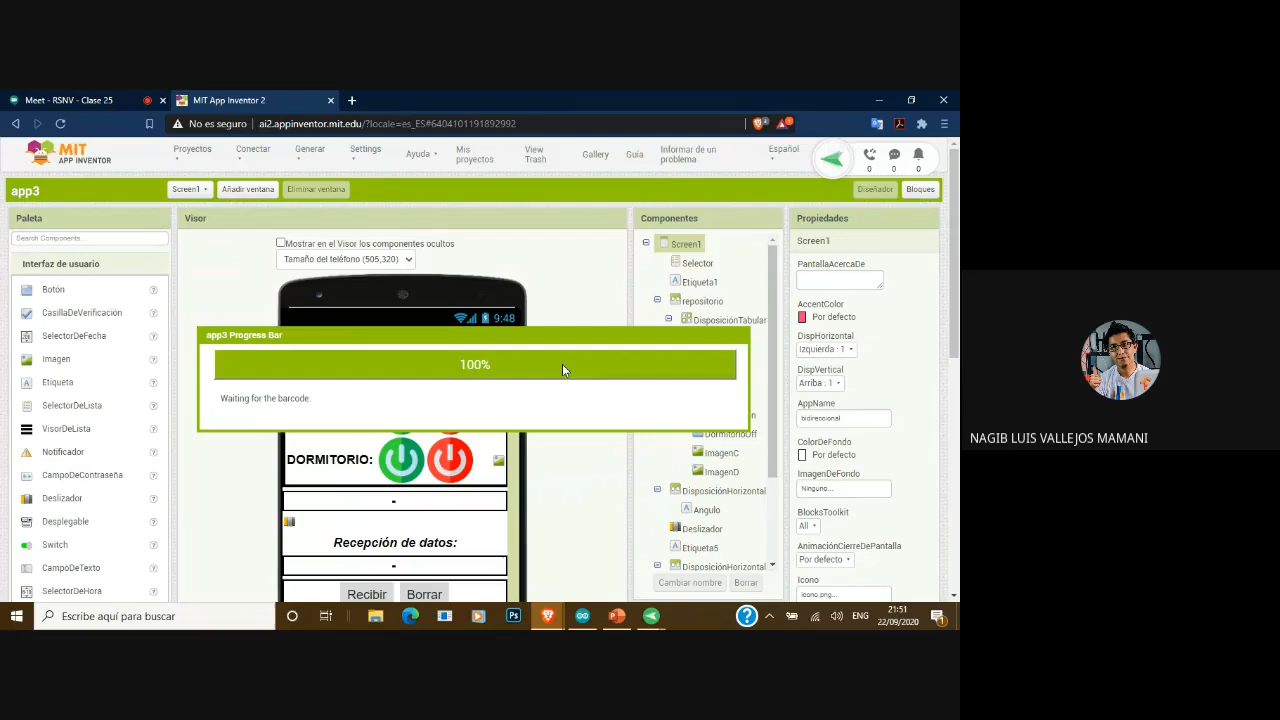 Meet - RSNV - Clase 25
MIT App Inventor 2
No es seguro
ai2.appinventor.mit.edu/?locale=es_ES#6404101191892992
MIT
APP INVENTOR
Proyectos
Conectar
Generar
Settings
Ayuda
Mis proyectos
View Trash
Gallery
Guia
Informar de un problema
Español
0
0
0
app3
Screen1
Añadir ventana
Eliminar ventana
Diseñador
Bloques
Paleta
Visor
Componentes
Propiedades
Search Components...
Interfaz de usuario
Botón
CasillaDeVerificación
SelectorDeFecha
Imagen
Etiqueta
SelectorDeLista
VisorDeLista
Notificador
CampoDeContraseña
Deslizador
Desplegable
Switch
CampoDeTexto
SelectorDeHora
Mostrar en el Visor los componentes ocultos
Tamaño del teléfono (505,320)
9:48
app3 Progress Bar
100%
Waiting for the barcode.
DORMITORIO:
-
Recepción de datos:
-
Recibir
Borrar
Screen1
Selector
Etiqueta1
repositorio
DisposiciónTabular
DormitorioOff
ImagenC
ImagenD
DisposiciónHorizontal
Angulo
Deslizador
Etiqueta5
DisposiciónHorizontal
Cambiar nombre
Borrar
Screen1
PantallaAcercaDe
AccentColor
Por defecto
DispHorizontal
Izquierda : 1
DispVertical
Arriba : 1
AppName
bidireccional
ColorDeFondo
Por defecto
ImagenDeFondo
Ninguno...
BlocksToolkit
All
AnimaciónCierreDePantalla
Por defecto
Icono
Icono.png...
Escribe aquí para buscar
ENG
21:51
22/09/2020
NAGIB LUIS VALLEJOS MAMANI